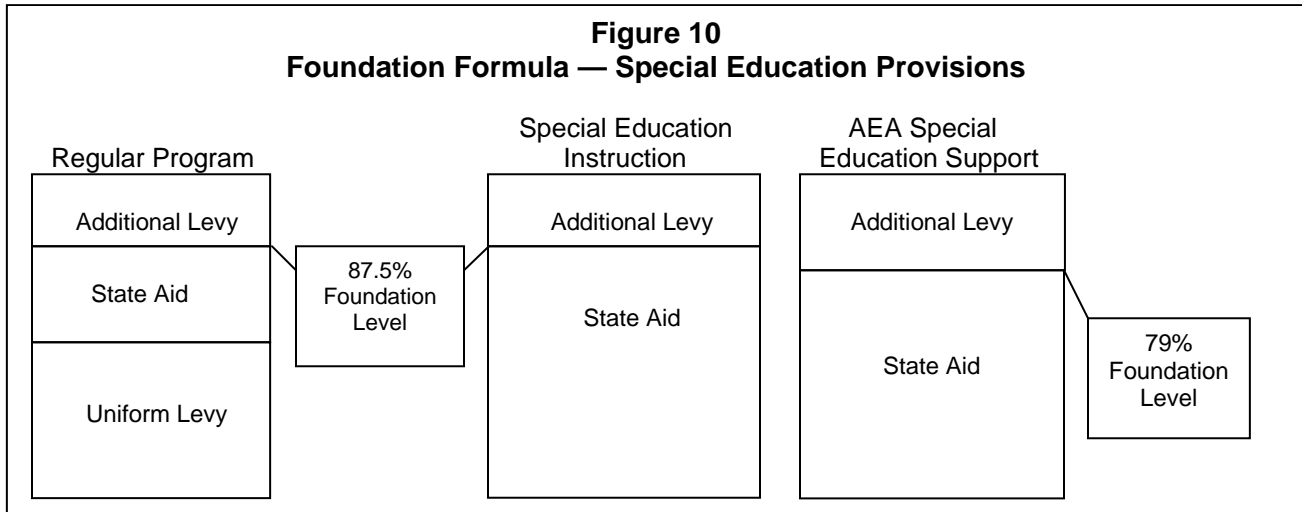 Figure 10
Foundation Formula — Special Education Provisions
Regular Program
Additional Levy
State Aid
Uniform Levy
87.5%
Foundation
Level
Special Education
Instruction
Additional Levy
State Aid
AEA Special
Education Support
Additional Levy
State Aid
79%
Foundation
Level